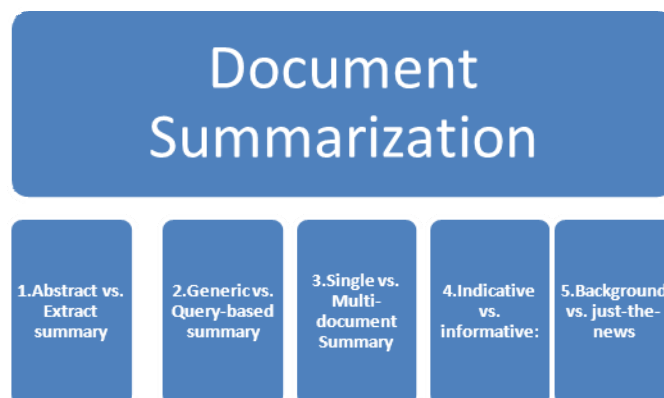 Document
Summarization
1.Abstract vs.
Extract
summary
2.Generic vs.
Query-based
summary
3.Single vs.
Multi-
document
Summary
4.Indicative
vs.
informative:
5.Background
vs. just-the-
news